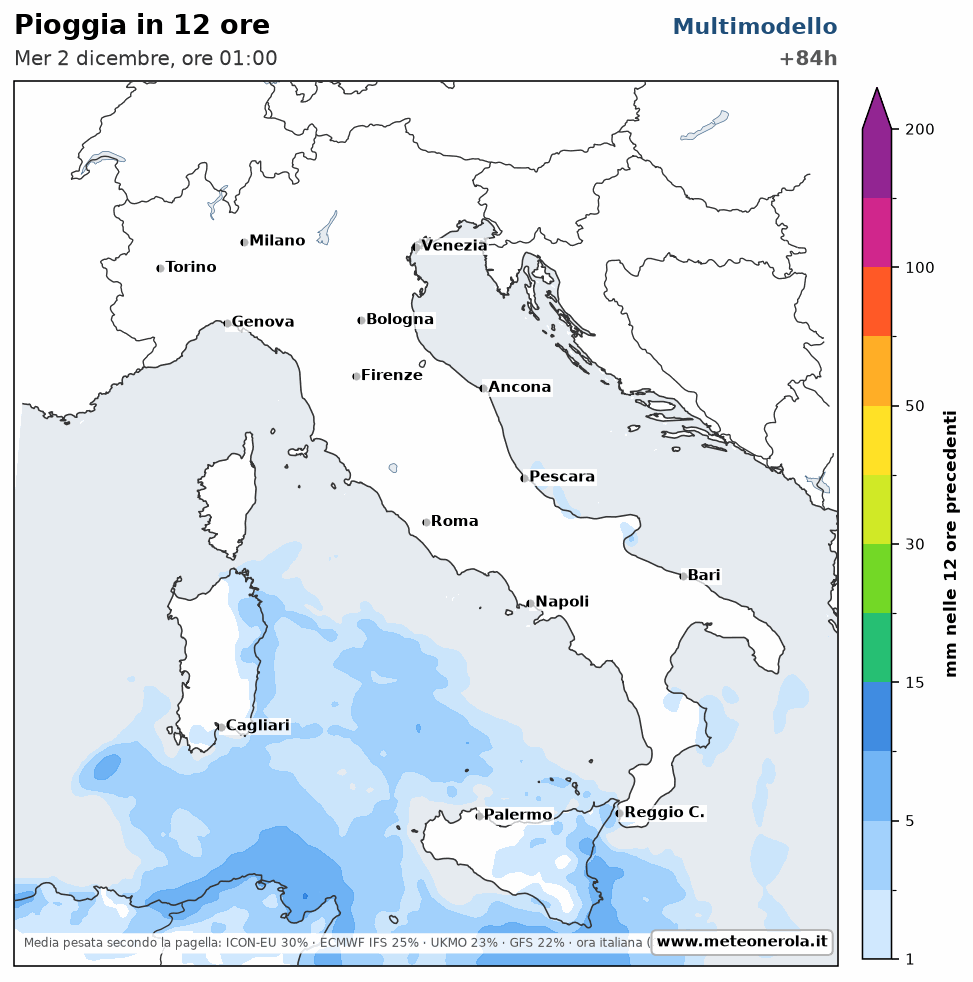 Pioggia in 12 ore
Multimodello
Mer 2 dicembre, ore 01:00
+84h
200
100
50
30
15
5
1
mm nelle 12 ore precedenti
Venezia
Milano
Torino
Bologna
Genova
Firenze
Ancona
Pescara
Roma
Bari
Napoli
Cagliari
Palermo
Reggio C.
Media pesata secondo la pagella: ICON-EU 30% · ECMWF IFS 25% · UKMO 23% · GFS 22% · ora italiana (
www.meteonerola.it